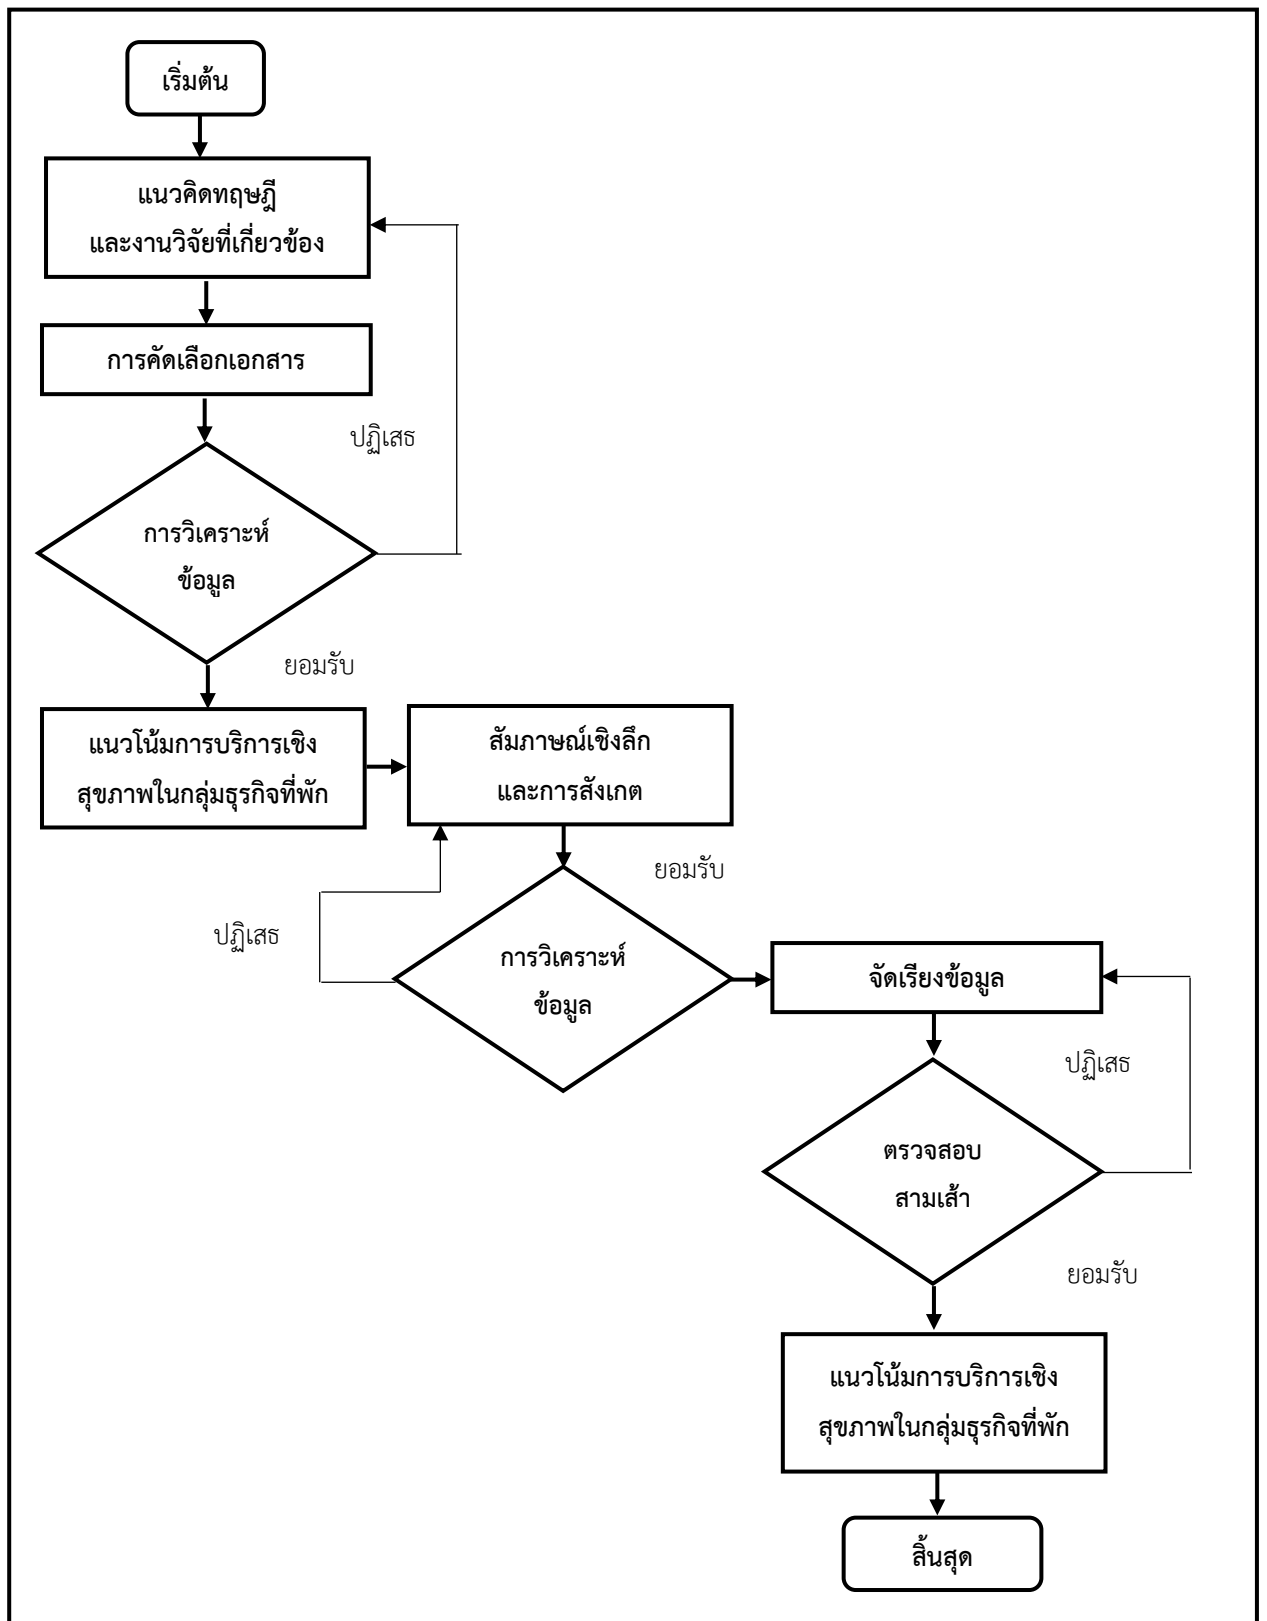 เริ่มต้น
แนวคิดทฤษฎี
และงานวิจัยที่เกี่ยวข้อง
การคัดเลือกเอกสาร
ปฏิเสธ
การวิเคราะห์
ข้อมูล
ยอมรับ
แนวโน้มการบริการเชิง
สุขภาพในกลุ่มธุรกิจที่พัก
สัมภาษณ์เชิงลึก
และการสังเกต
ยอมรับ
ปฏิเสธ
การวิเคราะห์
ข้อมูล
จัดเรียงข้อมูล
ปฏิเสธ
ตรวจสอบ
สามเส้า
ยอมรับ
แนวโน้มการบริการเชิง
สุขภาพในกลุ่มธุรกิจที่พัก
สิ้นสุด